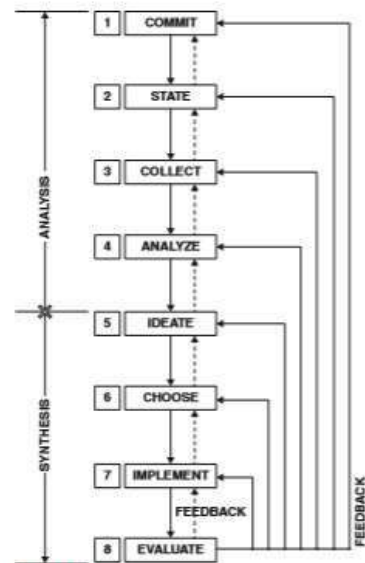 1 COMMIT
2 STATE
3 COLLECT
ANALYSIS
4 ANALYZE
5 IDEATE
6 CHOOSE
SYNTHESIS
7 IMPLEMENT
FEEDBACK
FEEDBACK
8 EVALUATE